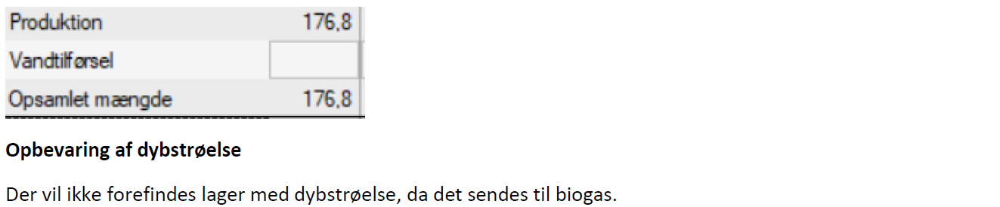 Produktion 176,8
Vandtilførsel
Opsamlet mængde 176,8
Opbevaring af dybstrøelse
Der vil ikke forefindes lager med dybstrøelse, da det sendes til biogas.